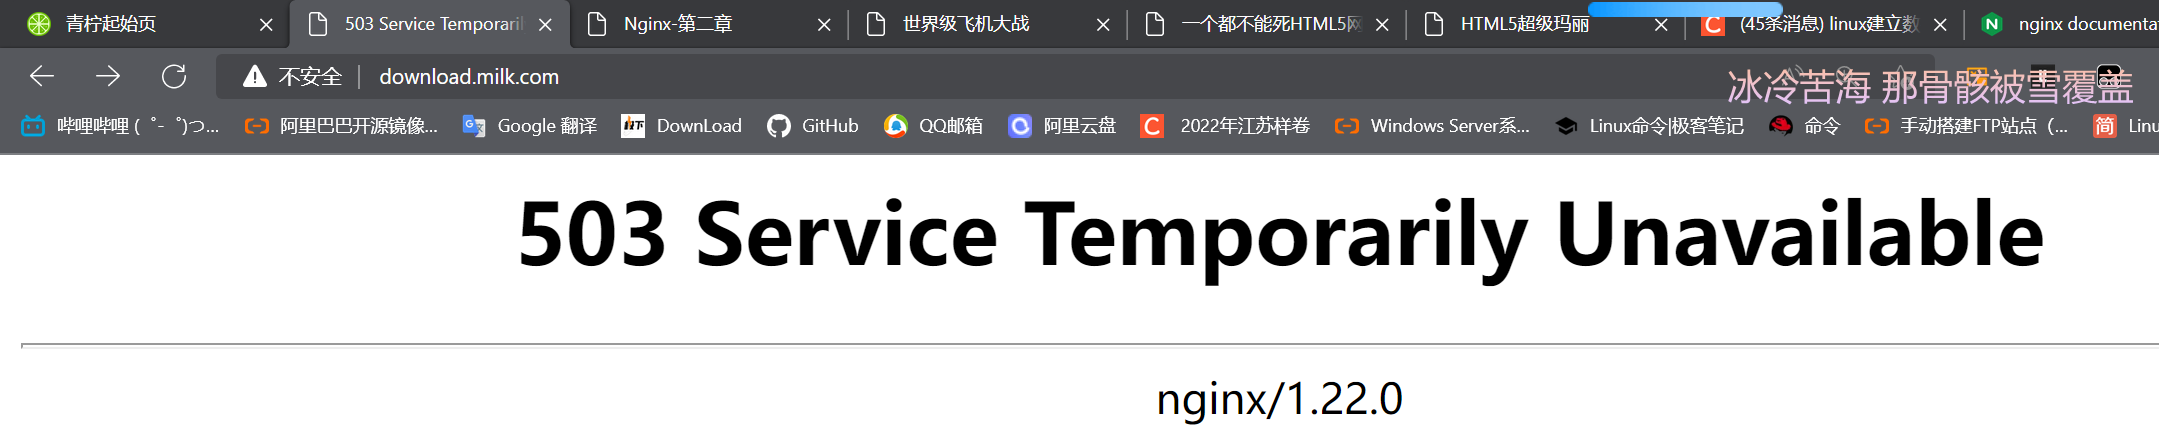 青柠起始页
503 Service Temporaril
Nginx-第二章
世界级飞机大战
一个都不能死HTML5网
HTML5超级玛丽
(45条消息) linux建立数
nginx documenta
不安全
download.milk.com
冰冷苦海 那骨骸被雪覆盖
哔哩哔哩 ( ゜- ゜)つ...
阿里巴巴开源镜像...
Google 翻译
DownLoad
GitHub
QQ邮箱
阿里云盘
2022年江苏样卷
Windows Server系...
Linux命令|极客笔记
命令
手动搭建FTP站点（...
简
Linu
503 Service Temporarily Unavailable
nginx/1.22.0